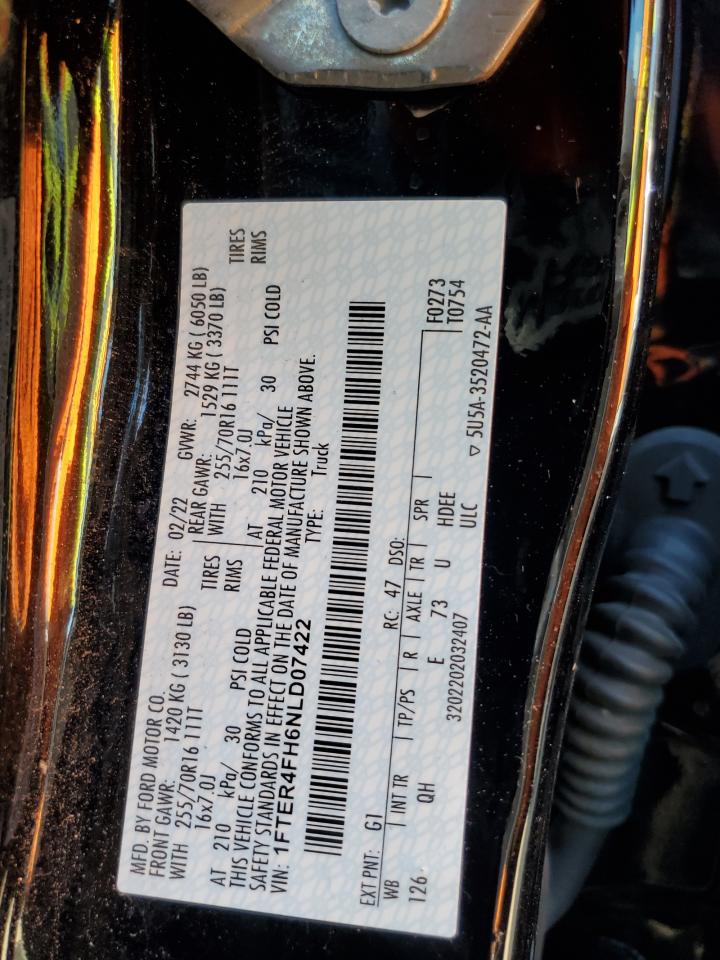 MFD. BY FORD MOTOR CO.
DATE: 02/22 GVWR: 2744 KG ( 6050 LB)
FRONT GAWR: 1420 KG ( 3130 LB) REAR GAWR: 1529 KG ( 3370 LB)
WITH 255/70R16 111T TIRES WITH 255/70R16 111T TIRES
16x7.0J RIMS 16x7.0J RIMS
AT 210 kPa/ 30 PSI COLD AT 210 kPa/ 30 PSI COLD
THIS VEHICLE CONFORMS TO ALL APPLICABLE FEDERAL MOTOR VEHICLE
SAFETY STANDARDS IN EFFECT ON THE DATE OF MANUFACTURE SHOWN ABOVE.
VIN: 1FTER4FH6NLD07422 TYPE: Truck
EXT PNT: G1 RC: 47 DSO: F0273
WB INT TR TP/PS R AXLE TR SPR T0754
126 QH E 73 U HDEE
ULC
3202202032407 ▽ 5U5A-3520472-AA